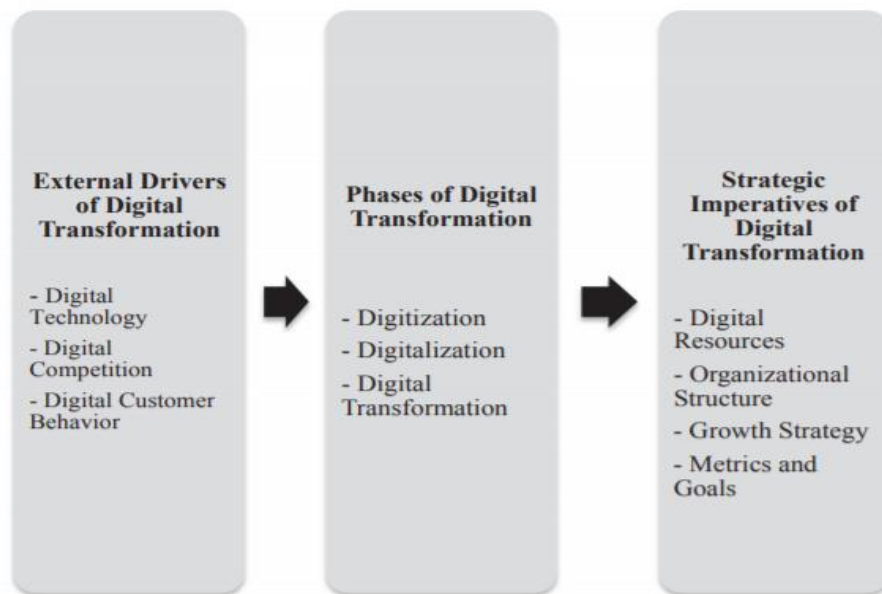 External Drivers
of Digital
Transformation
- Digital
Technology
- Digital
Competition
- Digital Customer
Behavior
Phases of Digital
Transformation
- Digitization
- Digitalization
- Digital
Transformation
Strategic
Imperatives of
Digital
Transformation
- Digital
Resources
- Organizational
Structure
- Growth Strategy
- Metrics and
Goals